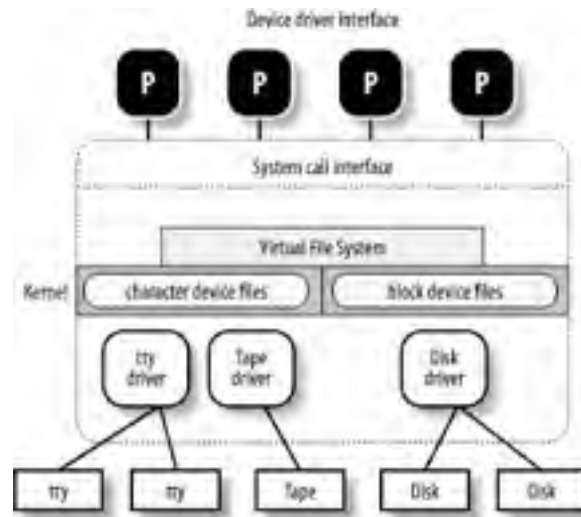 Device driver interface
P P P P
System call interface
Virtual File System
Kernel
character device files
block device files
tty
driver
Tape
driver
Disk
driver
tty
tty
Tape
Disk
Disk